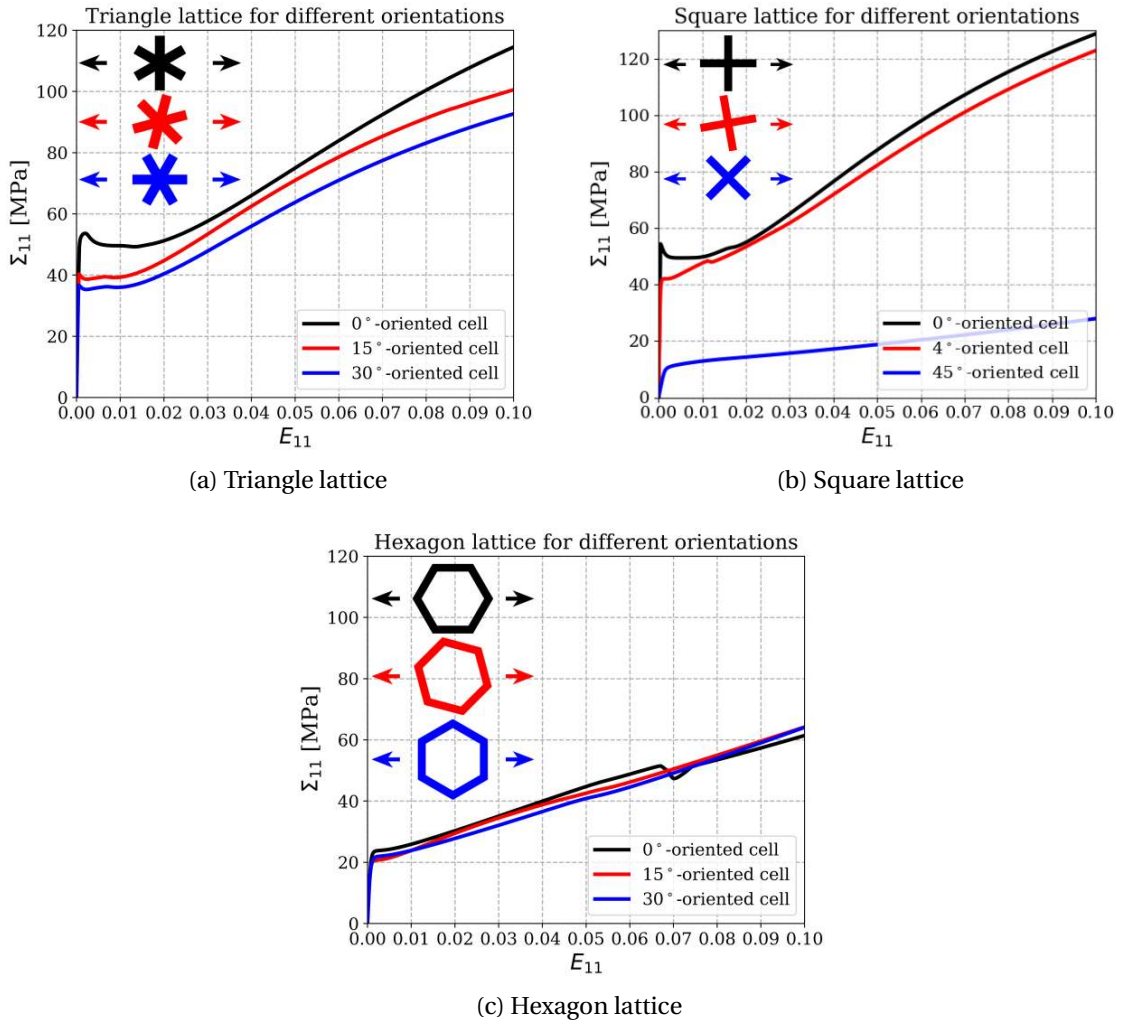 Triangle lattice for different orientations
120
100
80
60
40
20
0
Σ₁₁ [MPa]
0°-oriented cell
15°-oriented cell
30°-oriented cell
0.00 0.01 0.02 0.03 0.04 0.05 0.06 0.07 0.08 0.09 0.10
E₁₁
(a) Triangle lattice
Square lattice for different orientations
120
100
80
60
40
20
0
Σ₁₁ [MPa]
0°-oriented cell
4°-oriented cell
45°-oriented cell
0.00 0.01 0.02 0.03 0.04 0.05 0.06 0.07 0.08 0.09 0.10
E₁₁
(b) Square lattice
Hexagon lattice for different orientations
120
100
80
60
40
20
0
Σ₁₁ [MPa]
0°-oriented cell
15°-oriented cell
30°-oriented cell
0.00 0.01 0.02 0.03 0.04 0.05 0.06 0.07 0.08 0.09 0.10
E₁₁
(c) Hexagon lattice